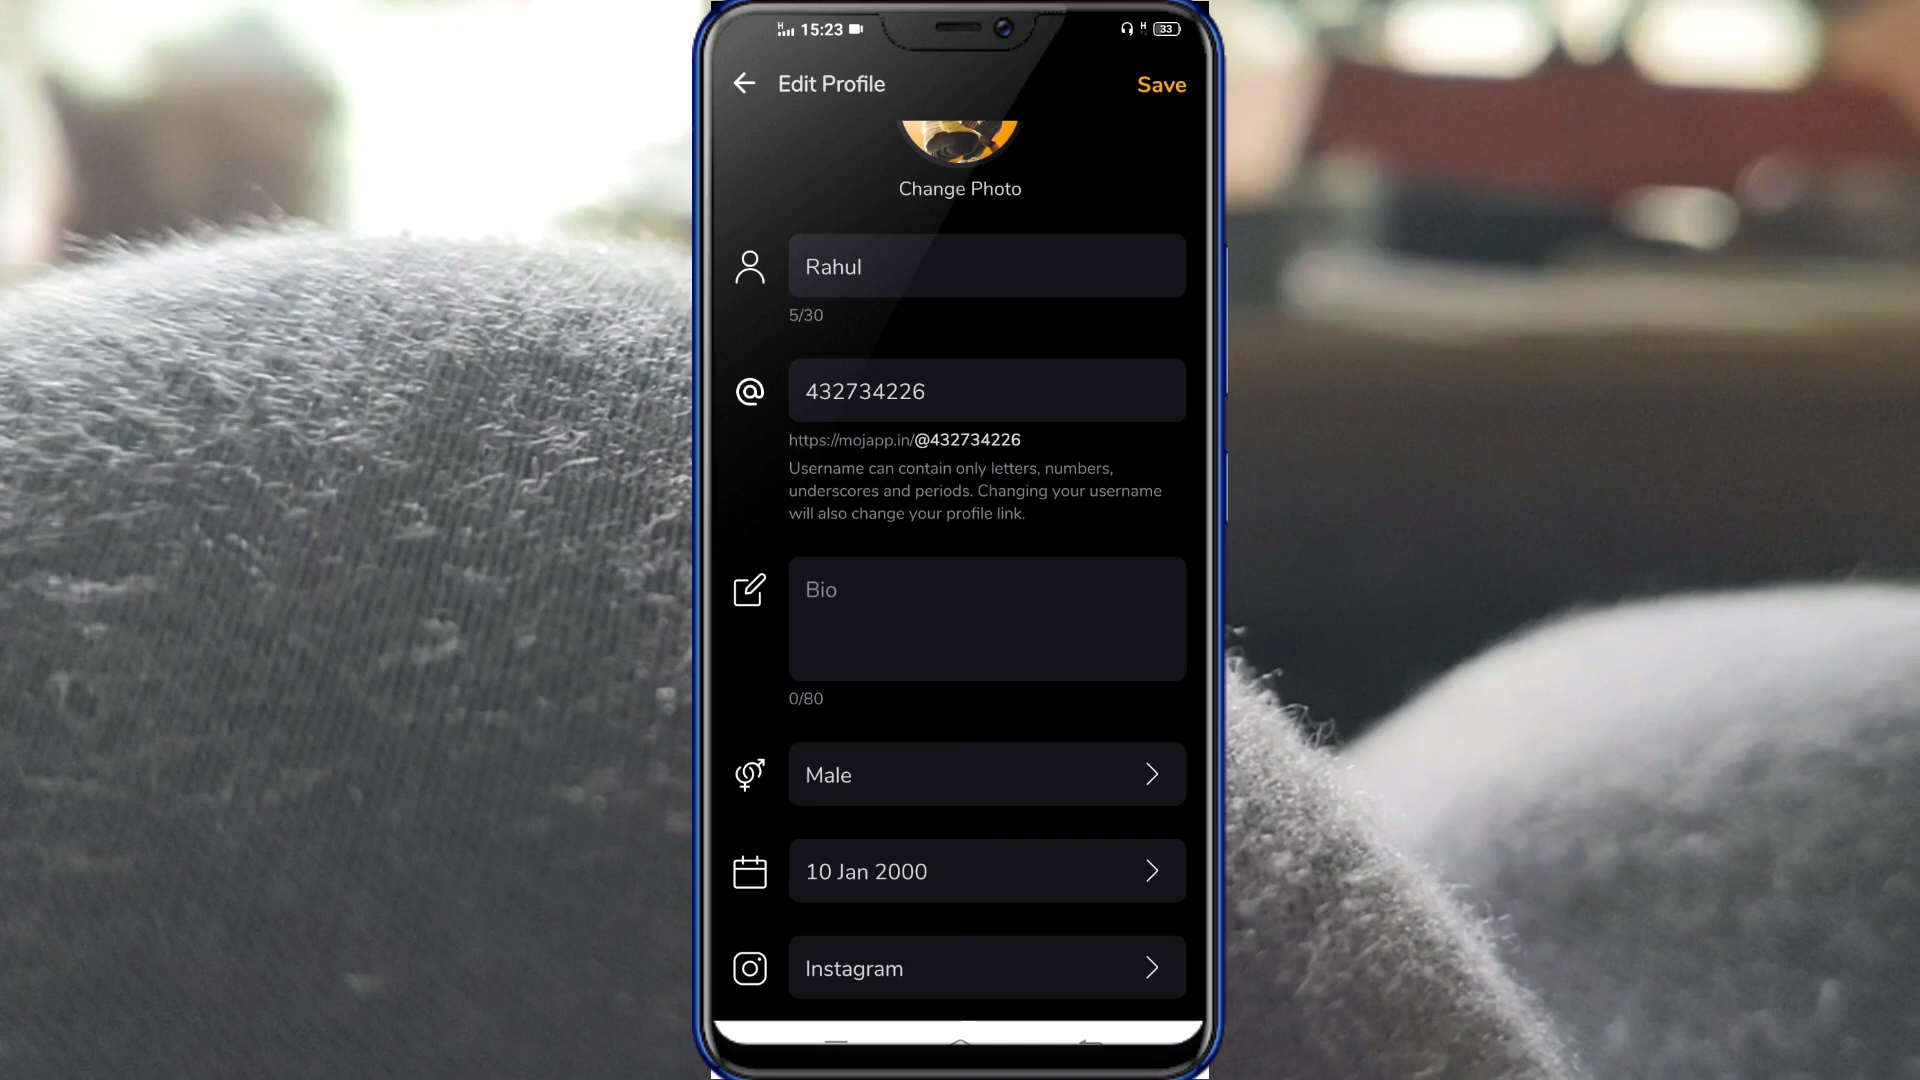 H 15:23 H 33
Edit Profile Save
Change Photo
Rahul
5/30
@ 432734226
https://mojapp.in/@432734226
Username can contain only letters, numbers,
underscores and periods. Changing your username
will also change your profile link.
Bio
0/80
Male
10 Jan 2000
Instagram